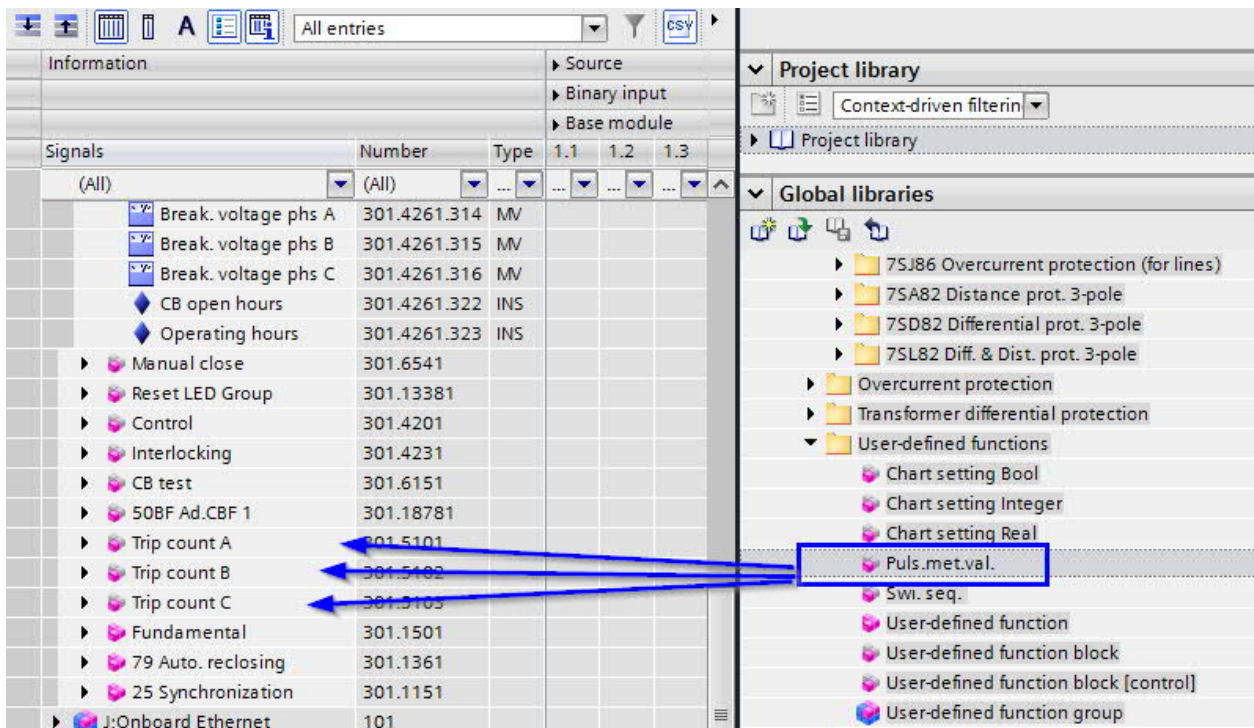 A All entries csv
Information Source
Binary input
Base module
Signals Number Type 1.1 1.2 1.3
(All) (All) ... ... ... ...
Break. voltage phs A 301.4261.314 MV
Break. voltage phs B 301.4261.315 MV
Break. voltage phs C 301.4261.316 MV
CB open hours 301.4261.322 INS
Operating hours 301.4261.323 INS
Manual close 301.6541
Reset LED Group 301.13381
Control 301.4201
Interlocking 301.4231
CB test 301.6151
50BF Ad.CBF 1 301.18781
Trip count A 301.5101
Trip count B 301.5102
Trip count C 301.5103
Fundamental 301.1501
79 Auto. reclosing 301.1361
25 Synchronization 301.1151
J:Onboard Ethernet 101
Project library
Context-driven filterin
Project library
Global libraries
7SJ86 Overcurrent protection (for lines)
7SA82 Distance prot. 3-pole
7SD82 Differential prot. 3-pole
7SL82 Diff. & Dist. prot. 3-pole
Overcurrent protection
Transformer differential protection
User-defined functions
Chart setting Bool
Chart setting Integer
Chart setting Real
Puls.met.val.
Swi. seq.
User-defined function
User-defined function block
User-defined function block [control]
User-defined function group